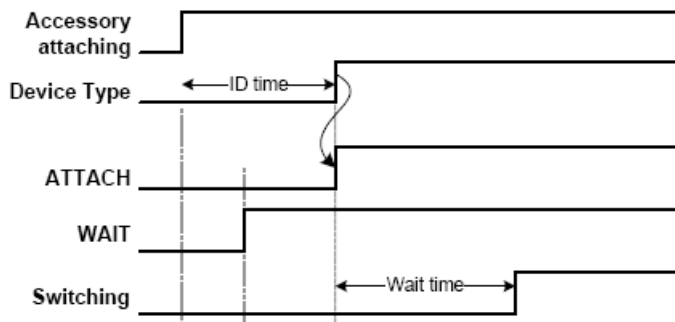 Accessory
attaching
ID time
Device Type
ATTACH
WAIT
Wait time
Switching